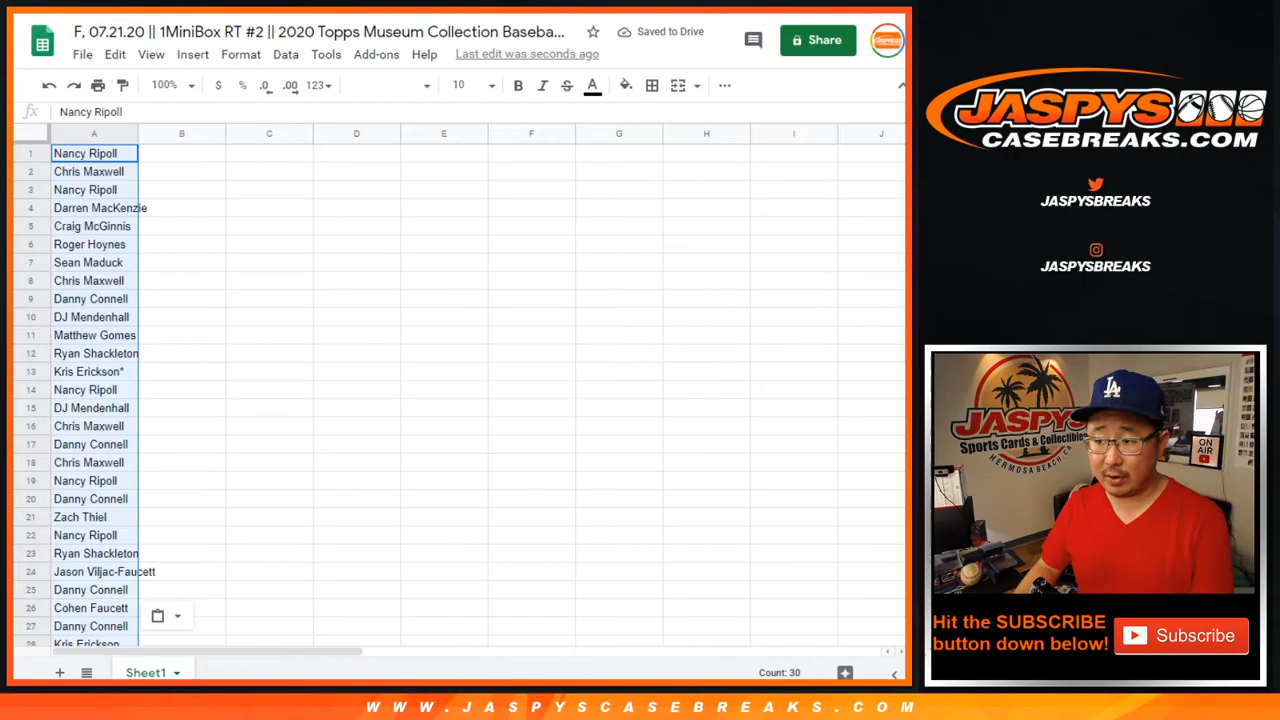 F, 07.21.20 || 1MiniBox RT #2 || 2020 Topps Museum Collection Baseba...
Saved to Drive
File Edit View Insert Format Data Tools Add-ons Help Last edit was seconds ago
Share
100% $ % .0 .00 123 10 B I S A ...
fx Nancy Ripoll
A B C D E F G H I J
1 Nancy Ripoll
2 Chris Maxwell
3 Nancy Ripoll
4 Darren MacKenzie
5 Craig McGinnis
6 Roger Hoynes
7 Sean Maduck
8 Chris Maxwell
9 Danny Connell
10 DJ Mendenhall
11 Matthew Gomes
12 Ryan Shackleton
13 Kris Erickson*
14 Nancy Ripoll
15 DJ Mendenhall
16 Chris Maxwell
17 Danny Connell
18 Chris Maxwell
19 Nancy Ripoll
20 Danny Connell
21 Zach Thiel
22 Nancy Ripoll
23 Ryan Shackleton
24 Jason Viljac-Faucett
25 Danny Connell
26 Cohen Faucett
27 Danny Connell
28 Kris Erickson
Sheet1
Count: 30
JASPYS
CASEBREAKS.COM
JASPYSBREAKS
JASPYSBREAKS
JASPYS
Sports Cards & Collectibles
HERMOSA BEACH, CA
LA
ON AIR
Hit the SUBSCRIBE
button down below!
Subscribe
WWW.JASPYSCASEBREAKS.COM